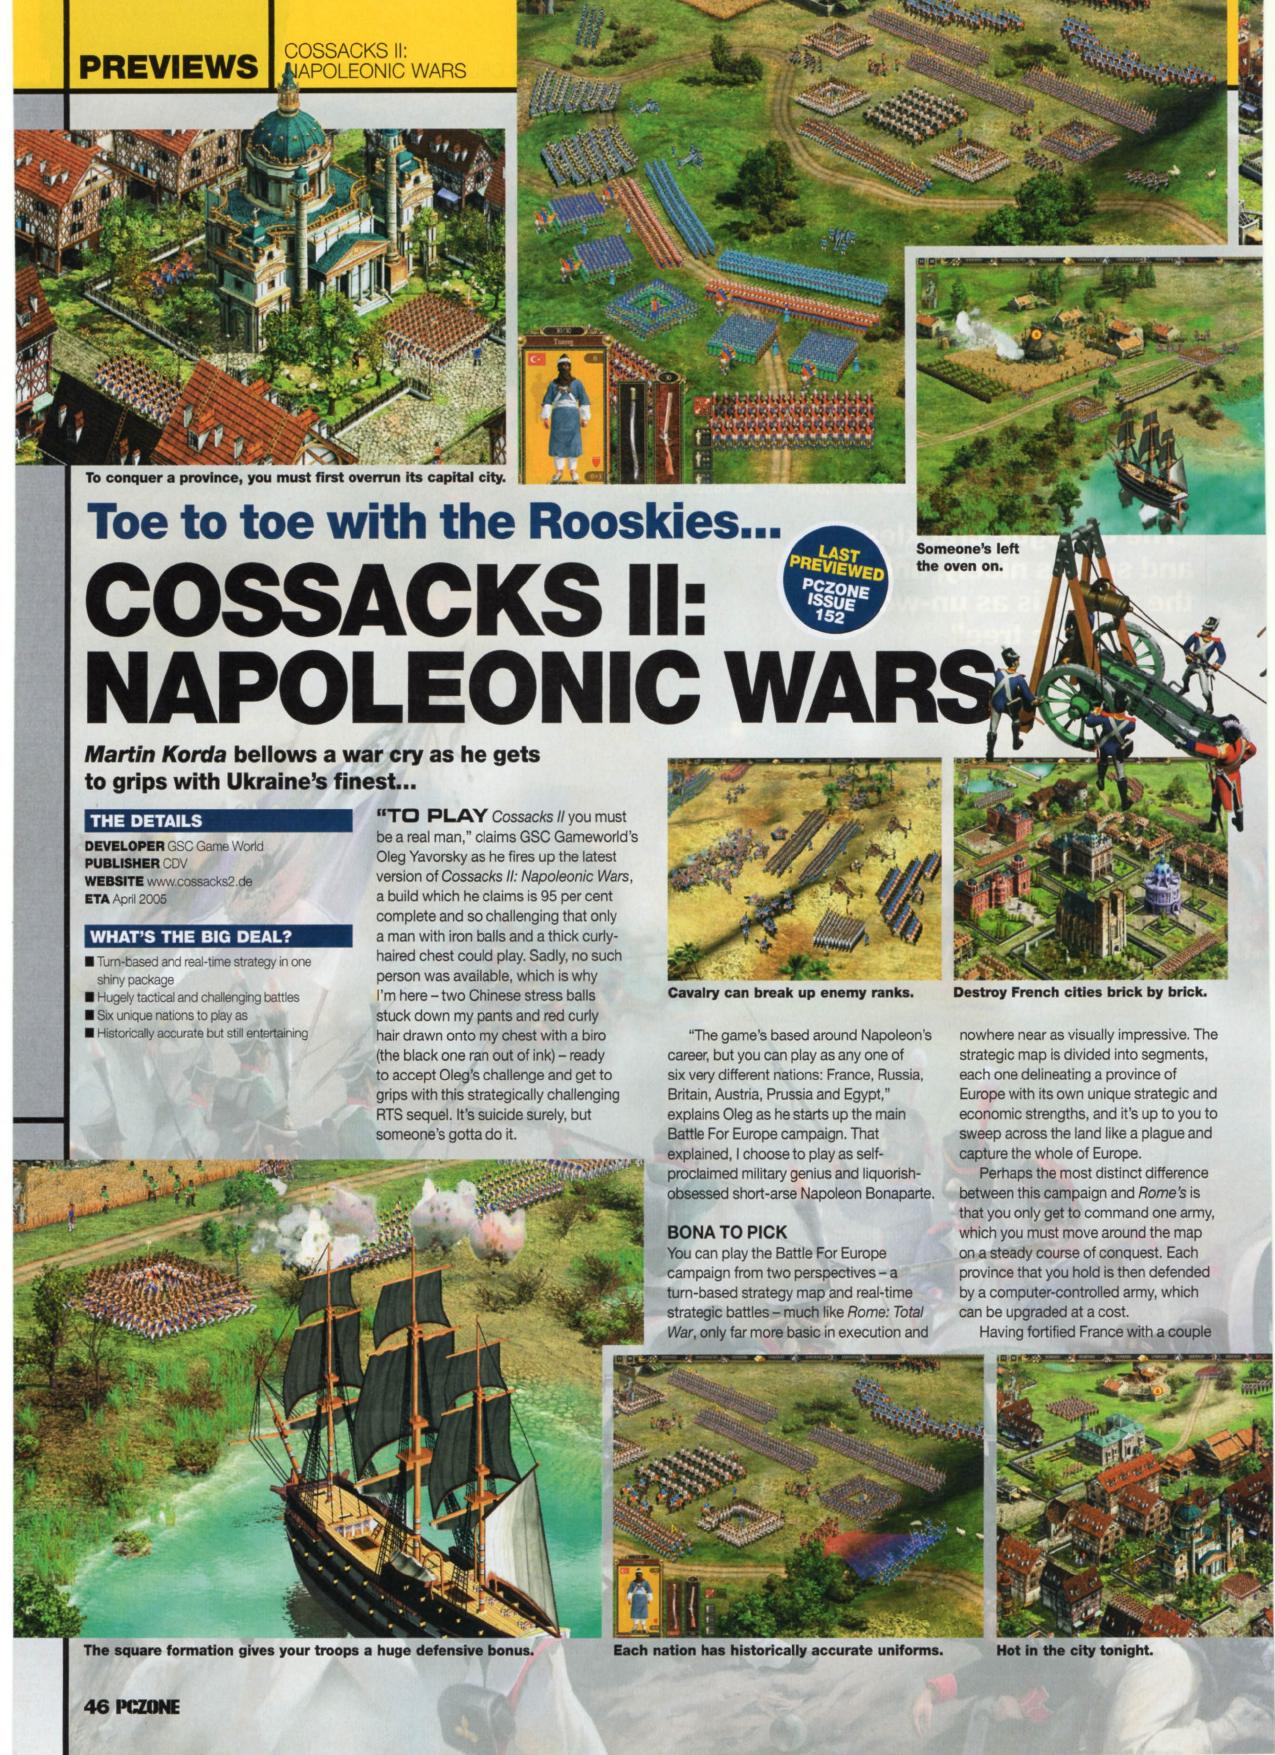 PREVIEWS
COSSACKS II:
NAPOLEONIC WARS
To conquer a province, you must first overrun its capital city.
Someone's left
the oven on.
Toe to toe with the Rooskies...
LAST
PREVIEWED
PCZONE
ISSUE
152
COSSACKS II:
NAPOLEONIC WARS
Martin Korda bellows a war cry as he gets
to grips with Ukraine's finest...
THE DETAILS
DEVELOPER GSC Game World
PUBLISHER CDV
WEBSITE www.cossacks2.de
ETA April 2005
WHAT'S THE BIG DEAL?
■ Turn-based and real-time strategy in one
shiny package
■ Hugely tactical and challenging battles
■ Six unique nations to play as
■ Historically accurate but still entertaining
"TO PLAY Cossacks II you must
be a real man," claims GSC Gameworld's
Oleg Yavorsky as he fires up the latest
version of Cossacks II: Napoleonic Wars,
a build which he claims is 95 per cent
complete and so challenging that only
a man with iron balls and a thick curly-
haired chest could play. Sadly, no such
person was available, which is why
I'm here – two Chinese stress balls
stuck down my pants and red curly
hair drawn onto my chest with a biro
(the black one ran out of ink) – ready
to accept Oleg's challenge and get to
grips with this strategically challenging
RTS sequel. It's suicide surely, but
someone's gotta do it.
Cavalry can break up enemy ranks.
Destroy French cities brick by brick.
"The game's based around Napoleon's
career, but you can play as any one of
six very different nations: France, Russia,
Britain, Austria, Prussia and Egypt,"
explains Oleg as he starts up the main
Battle For Europe campaign. That
explained, I choose to play as self-
proclaimed military genius and liquorish-
obsessed short-arse Napoleon Bonaparte.
BONA TO PICK
You can play the Battle For Europe
campaign from two perspectives – a
turn-based strategy map and real-time
strategic battles – much like Rome: Total
War, only far more basic in execution and
nowhere near as visually impressive. The
strategic map is divided into segments,
each one delineating a province of
Europe with its own unique strategic and
economic strengths, and it's up to you to
sweep across the land like a plague and
capture the whole of Europe.
Perhaps the most distinct difference
between this campaign and Rome's is
that you only get to command one army,
which you must move around the map
on a steady course of conquest. Each
province that you hold is then defended
by a computer-controlled army, which
can be upgraded at a cost.
Having fortified France with a couple
The square formation gives your troops a huge defensive bonus.
Each nation has historically accurate uniforms.
Hot in the city tonight.
46 PCZONE